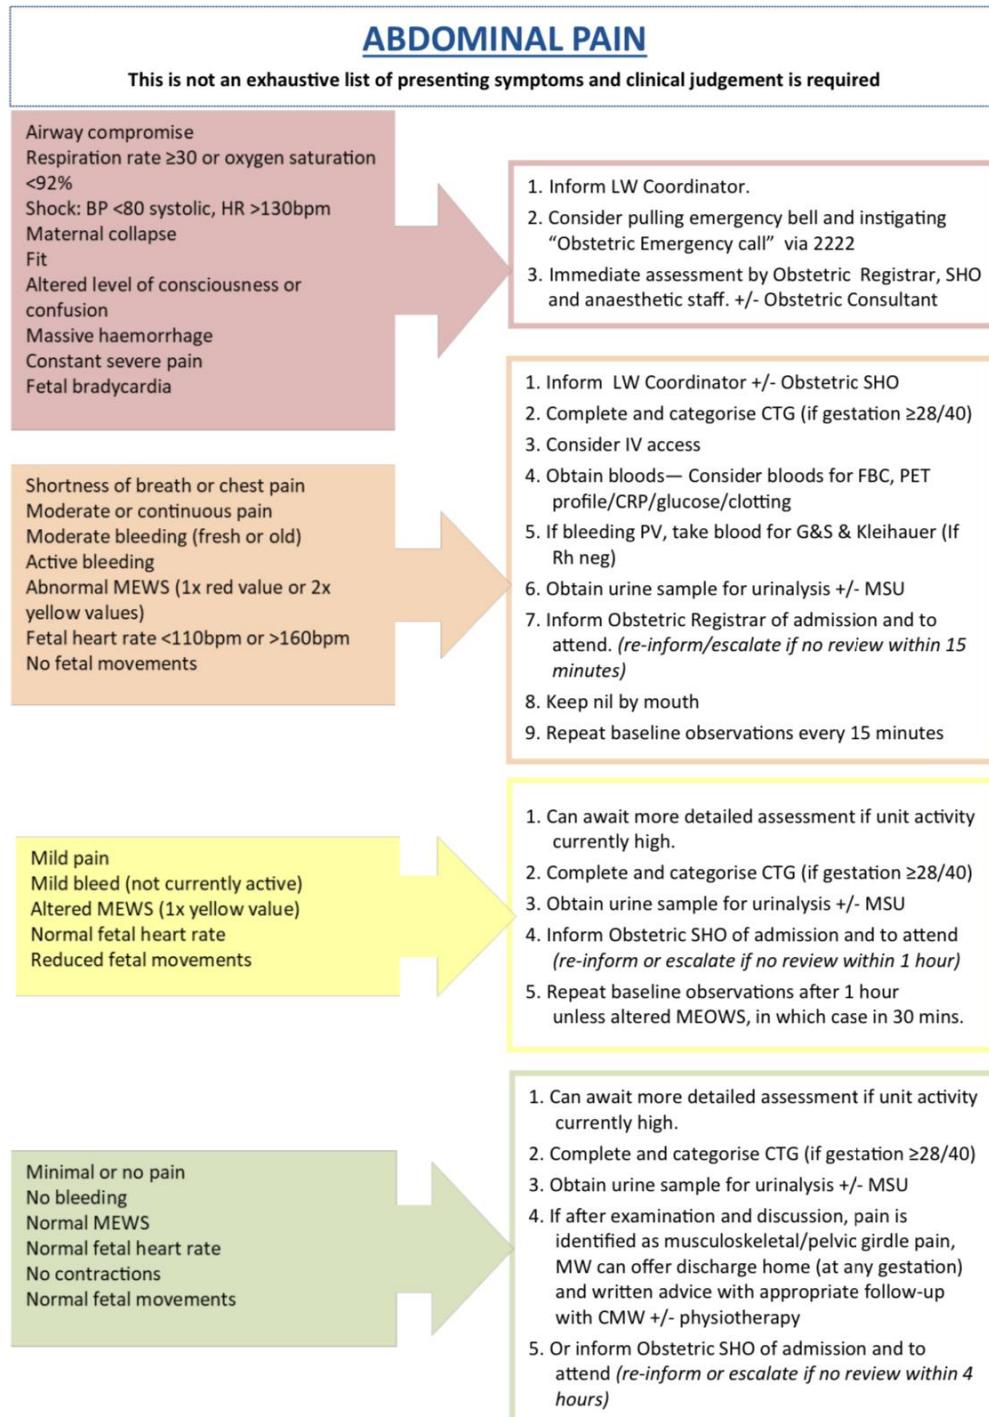 ABDOMINAL PAIN
This is not an exhaustive list of presenting symptoms and clinical judgement is required
Airway compromise
Respiration rate ≥30 or oxygen saturation
<92%
Shock: BP <80 systolic, HR >130bpm
Maternal collapse
Fit
Altered level of consciousness or
confusion
Massive haemorrhage
Constant severe pain
Fetal bradycardia
1. Inform LW Coordinator.
2. Consider pulling emergency bell and instigating
“Obstetric Emergency call” via 2222
3. Immediate assessment by Obstetric Registrar, SHO
and anaesthetic staff. +/- Obstetric Consultant
Shortness of breath or chest pain
Moderate or continuous pain
Moderate bleeding (fresh or old)
Active bleeding
Abnormal MEWS (1x red value or 2x
yellow values)
Fetal heart rate <110bpm or >160bpm
No fetal movements
1. Inform LW Coordinator +/- Obstetric SHO
2. Complete and categorise CTG (if gestation ≥28/40)
3. Consider IV access
4. Obtain bloods— Consider bloods for FBC, PET
profile/CRP/glucose/clotting
5. If bleeding PV, take blood for G&S & Kleihauer (If
Rh neg)
6. Obtain urine sample for urinalysis +/- MSU
7. Inform Obstetric Registrar of admission and to
attend. (re-inform/escalate if no review within 15
minutes)
8. Keep nil by mouth
9. Repeat baseline observations every 15 minutes
Mild pain
Mild bleed (not currently active)
Altered MEWS (1x yellow value)
Normal fetal heart rate
Reduced fetal movements
1. Can await more detailed assessment if unit activity
currently high.
2. Complete and categorise CTG (if gestation ≥28/40)
3. Obtain urine sample for urinalysis +/- MSU
4. Inform Obstetric SHO of admission and to attend
(re-inform or escalate if no review within 1 hour)
5. Repeat baseline observations after 1 hour
unless altered MEOWS, in which case in 30 mins.
Minimal or no pain
No bleeding
Normal MEWS
Normal fetal heart rate
No contractions
Normal fetal movements
1. Can await more detailed assessment if unit activity
currently high.
2. Complete and categorise CTG (if gestation ≥28/40)
3. Obtain urine sample for urinalysis +/- MSU
4. If after examination and discussion, pain is
identified as musculoskeletal/pelvic girdle pain,
MW can offer discharge home (at any gestation)
and written advice with appropriate follow-up
with CMW +/- physiotherapy
5. Or inform Obstetric SHO of admission and to
attend (re-inform or escalate if no review within 4
hours)